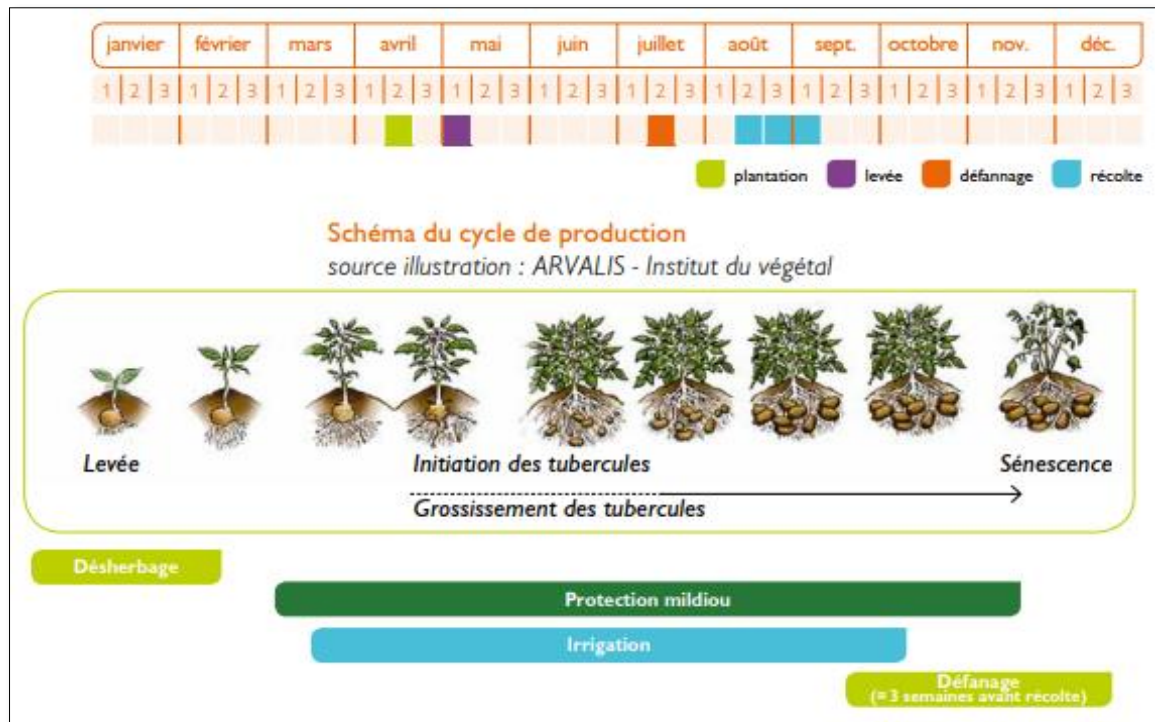 janvier février mars avril mai juin juillet août sept. octobre nov. déc.
1 2 3 1 2 3 1 2 3 1 2 3 1 2 3 1 2 3 1 2 3 1 2 3 1 2 3 1 2 3 1 2 3 1 2 3
plantation levée défannage récolte
Schéma du cycle de production
source illustration : ARVALIS - Institut du végétal
Levée Initiation des tubercules Sénescence
Grossissement des tubercules
Désherbage
Protection mildiou
Irrigation
Défanage
(= 3 semaines avant récolte)